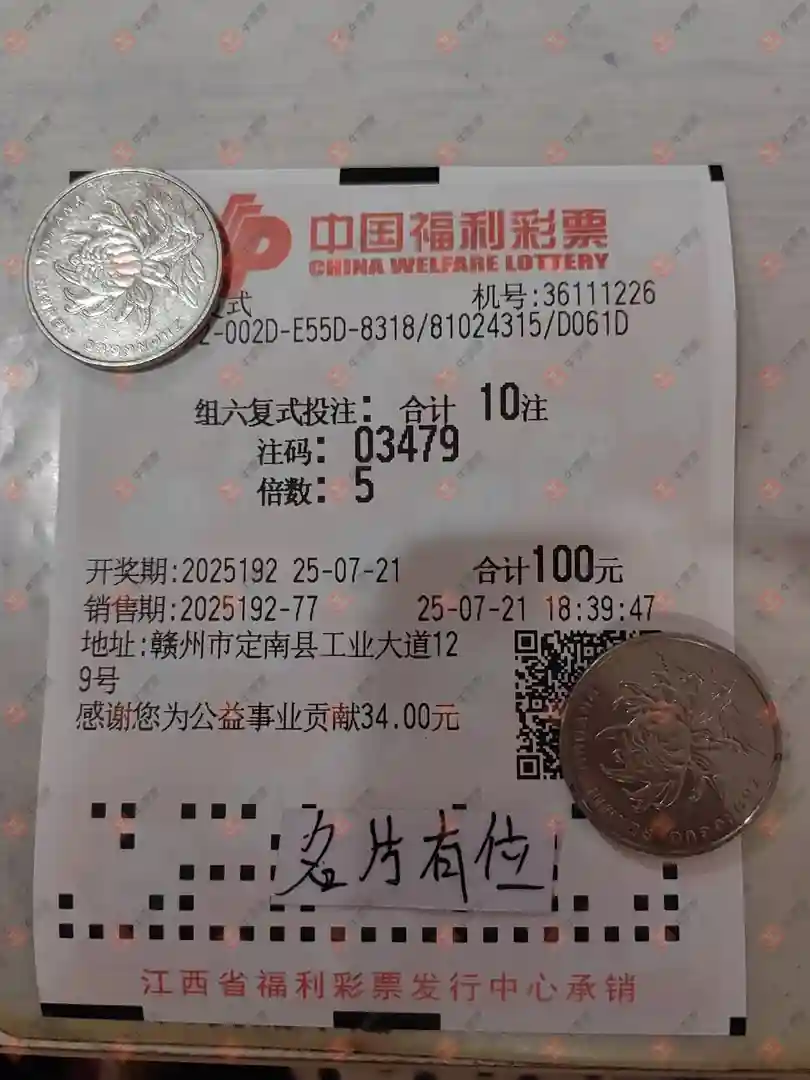 中国福利彩票
CHINA WELFARE LOTTERY
式 机号:36111226
2-002D-E55D-8318/81024315/D061D
组六复式投注: 合计 10注
注码: 03479
倍数: 5
开奖期:2025192 25-07-21 合计100元
销售期:2025192-77 25-07-21 18:39:47
地址:赣州市定南县工业大道12
9号
感谢您为公益事业贡献34.00元
名片有位
江西省福利彩票发行中心承销